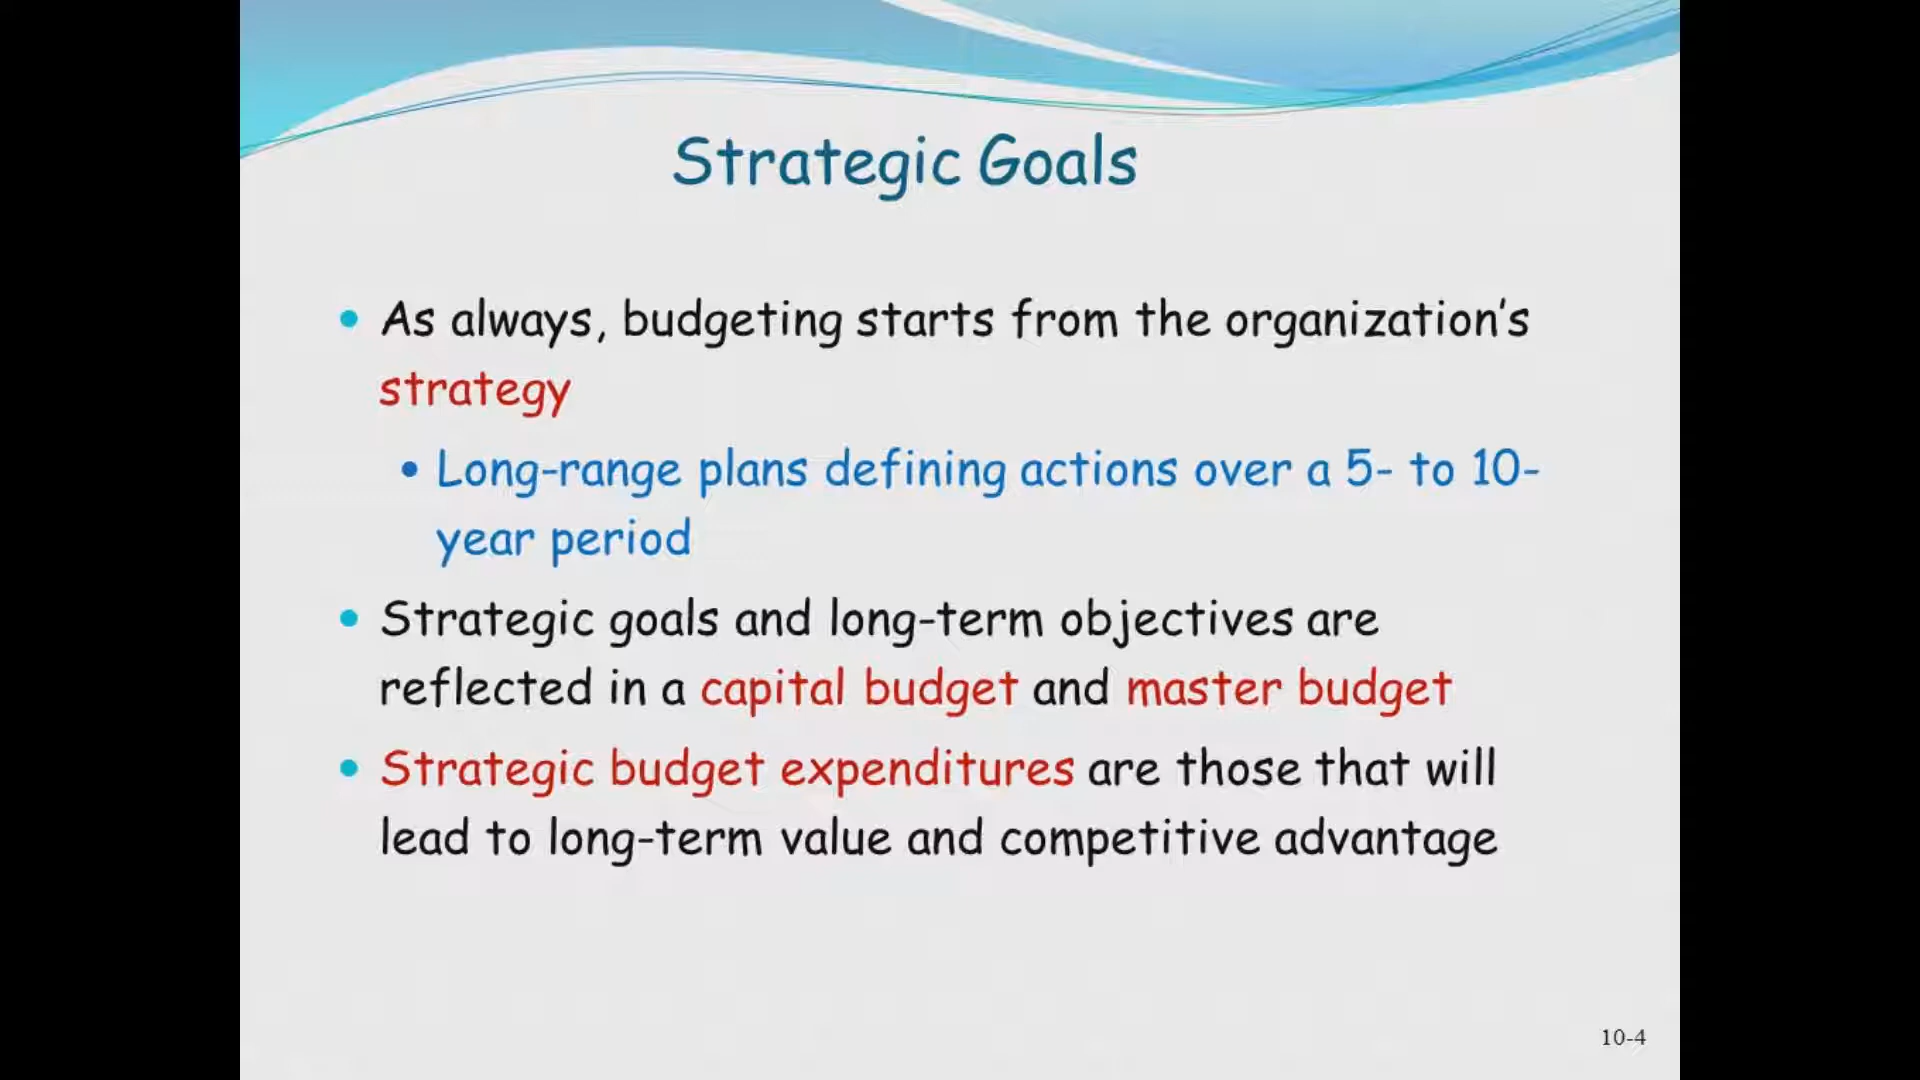 Strategic Goals
• As always, budgeting starts from the organization’s
strategy
• Long-range plans defining actions over a 5- to 10-
year period
• Strategic goals and long-term objectives are
reflected in a capital budget and master budget
• Strategic budget expenditures are those that will
lead to long-term value and competitive advantage
10-4